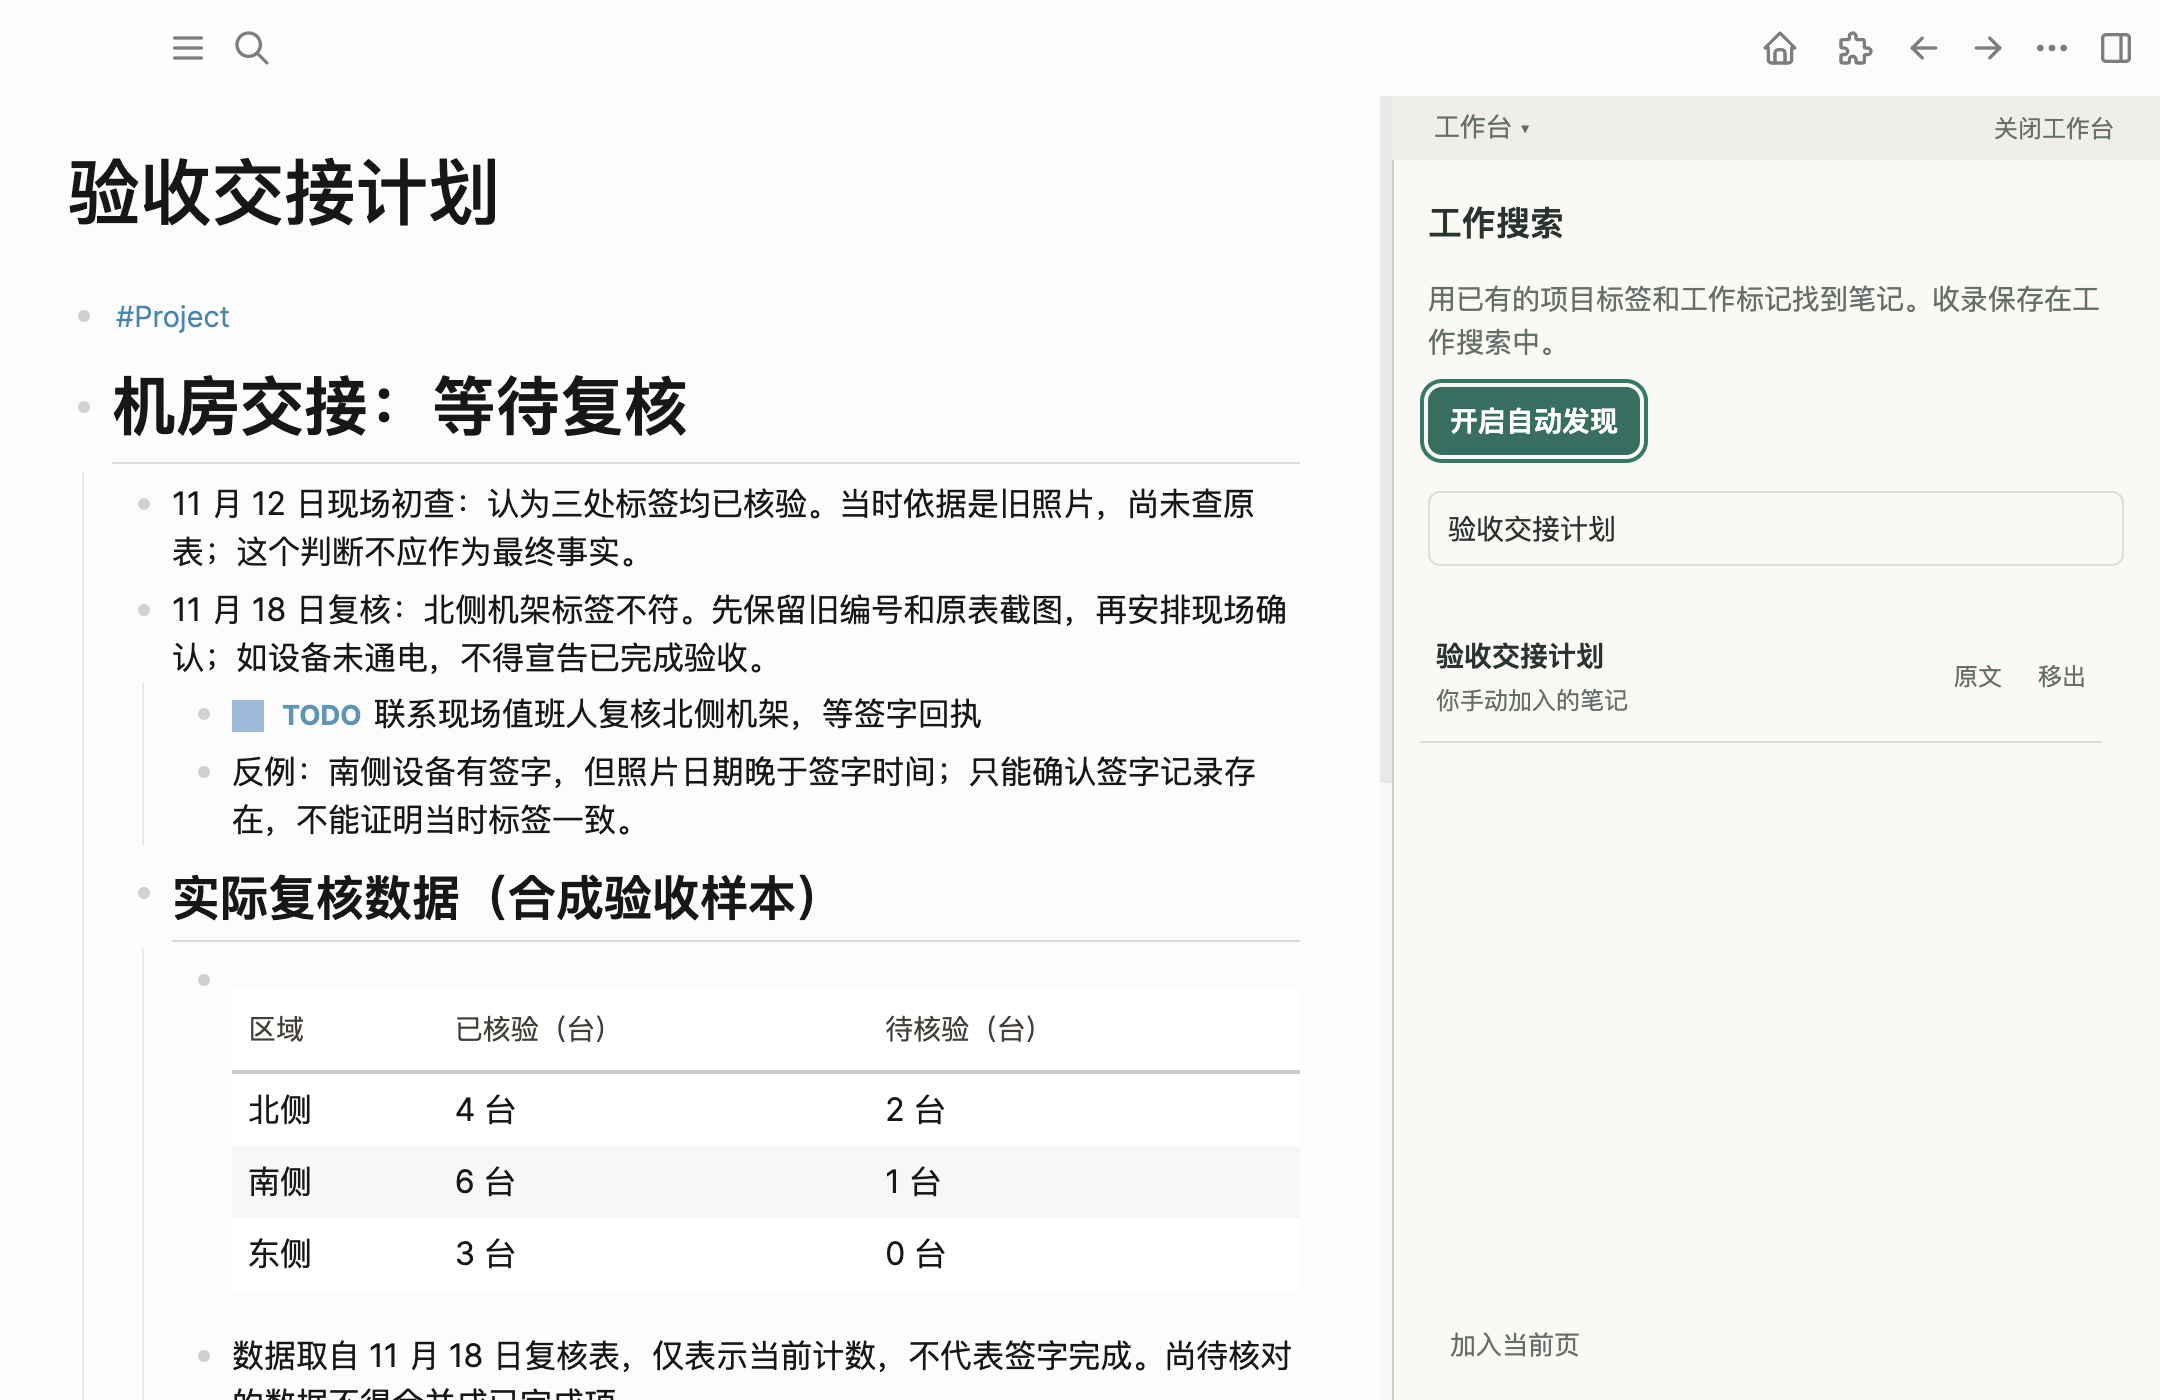 验收交接计划
#Project
机房交接：等待复核
11 月 12 日现场初查：认为三处标签均已核验。当时依据是旧照片，尚未查原
表；这个判断不应作为最终事实。
11 月 18 日复核：北侧机架标签不符。先保留旧编号和原表截图，再安排现场确
认；如设备未通电，不得宣告已完成验收。
TODO 联系现场值班人复核北侧机架，等签字回执
反例：南侧设备有签字，但照片日期晚于签字时间；只能确认签字记录存
在，不能证明当时标签一致。
实际复核数据（合成验收样本）
区域 已核验（台） 待核验（台）
北侧 4 台 2 台
南侧 6 台 1 台
东侧 3 台 0 台
数据取自 11 月 18 日复核表，仅表示当前计数，不代表签字完成。尚待核对
的数据不得合并成已完成项
工作台 ▾ 关闭工作台
工作搜索
用已有的项目标签和工作标记找到笔记。收录保存在工
作搜索中。
开启自动发现
验收交接计划
验收交接计划
你手动加入的笔记
原文 移出
加入当前页